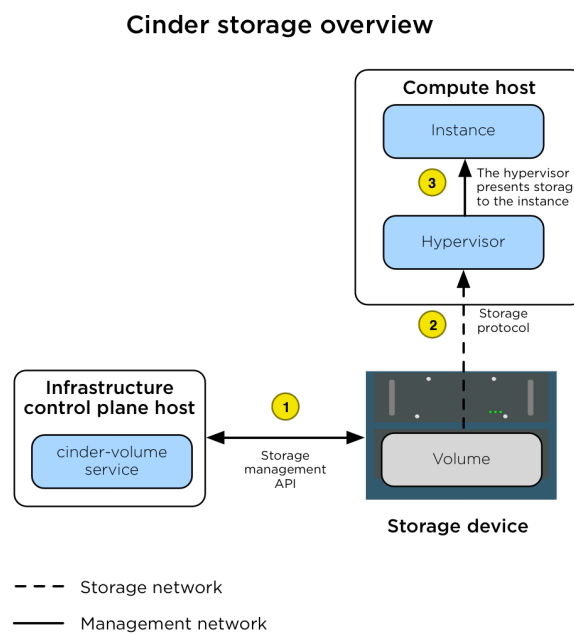 Cinder storage overview
Compute host
Instance
3
The hypervisor
presents storag
to the instance
Hypervisor
2
Storage
protocol
Infrastructure
control plane host
cinder-volume
service
1
Storage
management
API
Volume
Storage device
Storage network
Management network